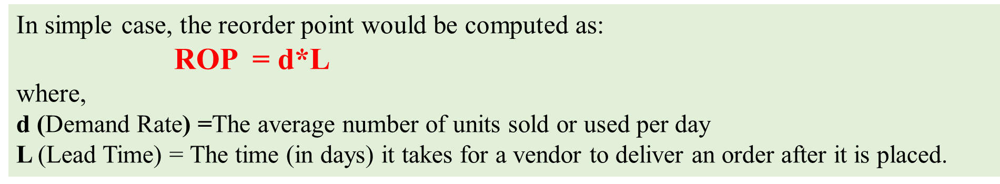 In simple case, the reorder point would be computed as:
ROP = d*L
where,
d (Demand Rate) =The average number of units sold or used per day
L (Lead Time) = The time (in days) it takes for a vendor to deliver an order after it is placed.